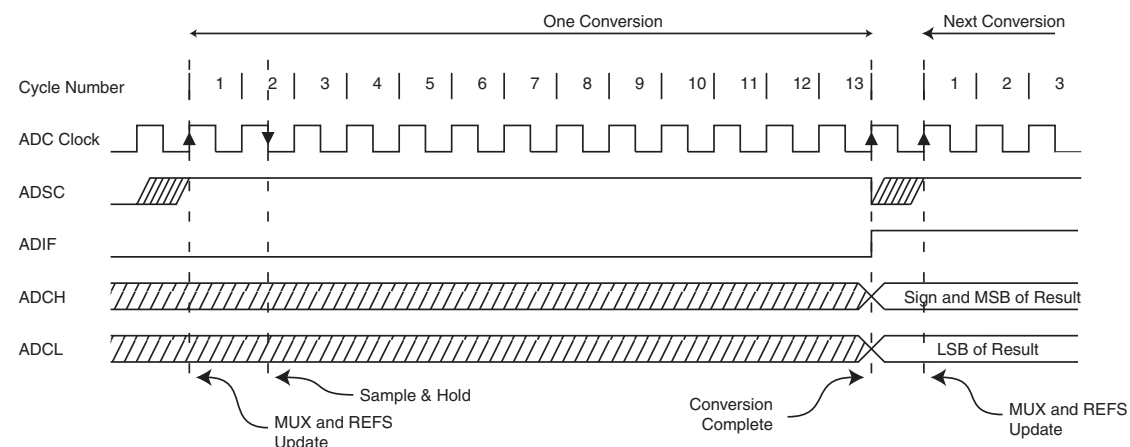 One Conversion
Next Conversion
Cycle Number
1 2 3 4 5 6 7 8 9 10 11 12 13 1 2 3
ADC Clock
ADSC
ADIF
ADCH
Sign and MSB of Result
ADCL
LSB of Result
Sample & Hold
MUX and REFS
Update
Conversion
Complete
MUX and REFS
Update